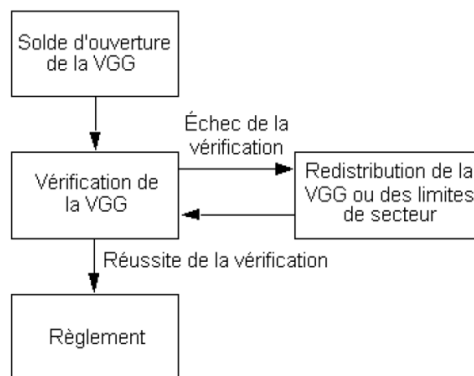 Solde d'ouverture
de la VGG
Échec de la
vérification
Vérification de
la VGG
Redistribution de la
VGG ou des limites
de secteur
Réussite de la vérification
Règlement